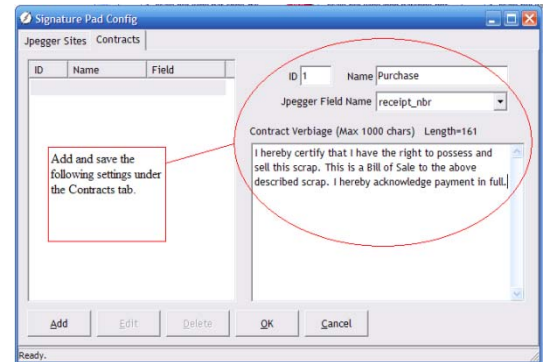 Signature Pad Config
Jpegger Sites Contracts
ID Name Field
ID 1 Name Purchase
Jpegger Field Name receipt_nbr
Contract Verbiage (Max 1000 chars) Length=161
I hereby certify that I have the right to possess and
sell this scrap. This is a Bill of Sale to the above
described scrap. I hereby acknowledge payment in full.
Add and save the
following settings under
the Contracts tab.
Add Edit Delete OK Cancel
Ready.